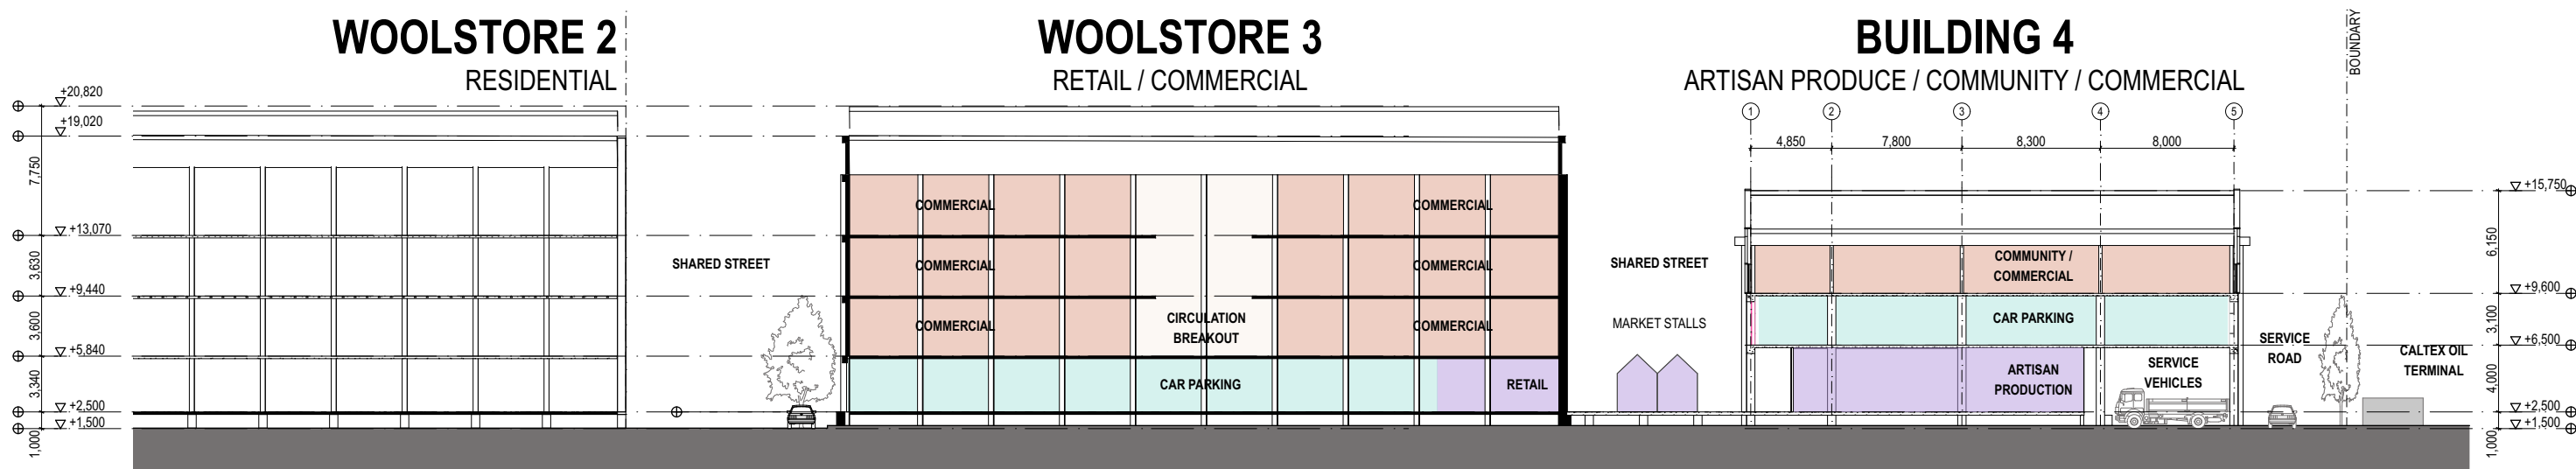 WOOLSTORE 2
RESIDENTIAL
WOOLSTORE 3
RETAIL / COMMERCIAL
BUILDING 4
ARTISAN PRODUCE / COMMUNITY / COMMERCIAL
BOUNDARY
+20,820
+19,020
7,750
+13,070
3,630
+9,440
3,600
+5,840
3,340
+2,500
+1,500
1,000
SHARED STREET
COMMERCIAL
COMMERCIAL
COMMERCIAL
COMMERCIAL
COMMERCIAL
CIRCULATION
BREAKOUT
COMMERCIAL
CAR PARKING
RETAIL
SHARED STREET
MARKET STALLS
1
2
3
4
5
4,850
7,800
8,300
8,000
COMMUNITY /
COMMERCIAL
CAR PARKING
ARTISAN
PRODUCTION
SERVICE
VEHICLES
SERVICE
ROAD
CALTEX OIL
TERMINAL
+15,750
6,150
+9,600
3,100
+6,500
4,000
+2,500
+1,500
1,000